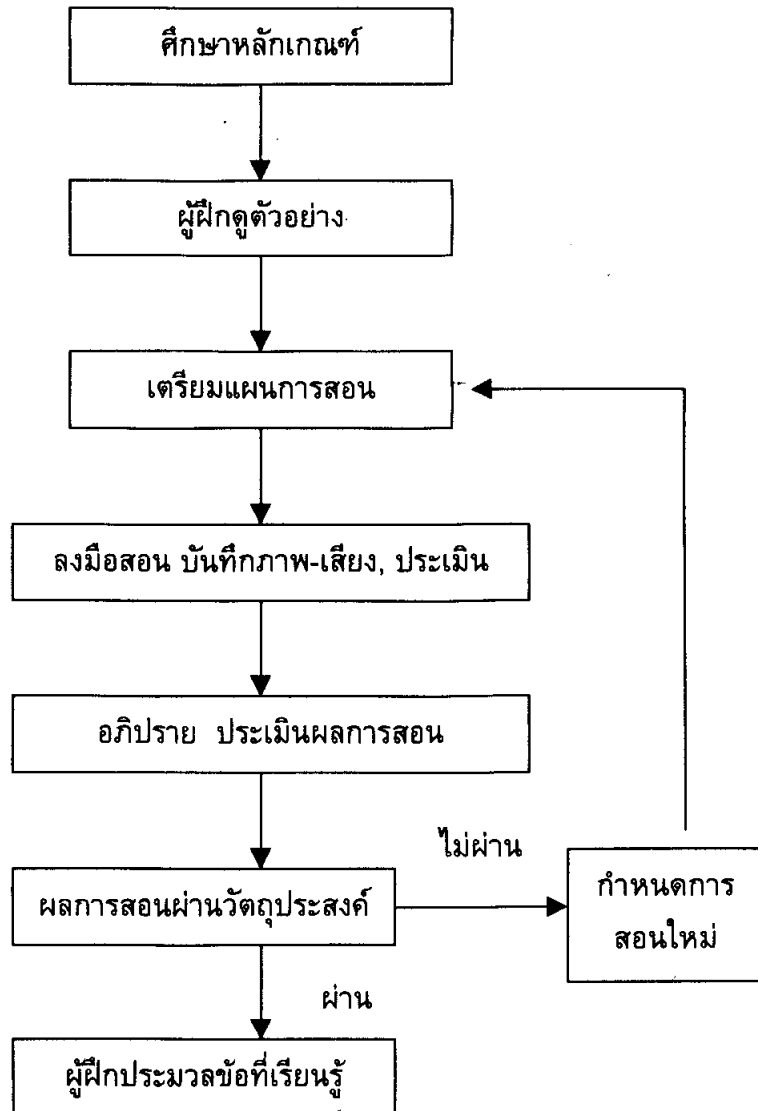 ศึกษาหลักเกณฑ์
ผู้ฝึกดูตัวอย่าง
เตรียมแผนการสอน
ลงมือสอน บันทึกภาพ-เสียง, ประเมิน
อภิปราย ประเมินผลการสอน
ไม่ผ่าน
ผลการสอนผ่านวัตถุประสงค์
กำหนดการ
สอนใหม่
ผ่าน
ผู้ฝึกประมวลข้อที่เรียนรู้